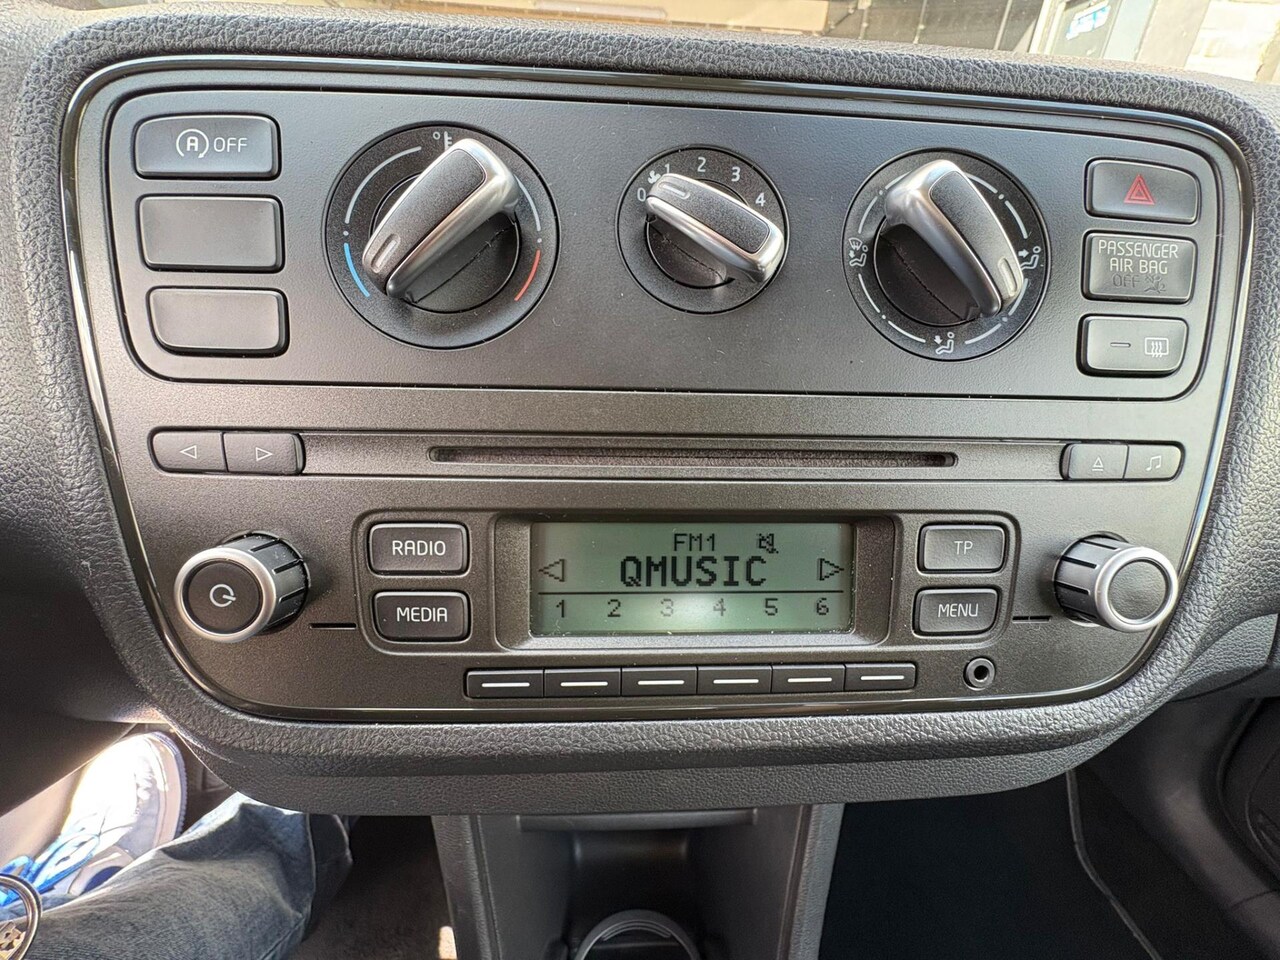 A OFF
0 1 2 3 4
PASSENGER
AIR BAG
OFF
RADIO
MEDIA
FM1
QMUSIC
1 2 3 4 5 6
TP
MENU